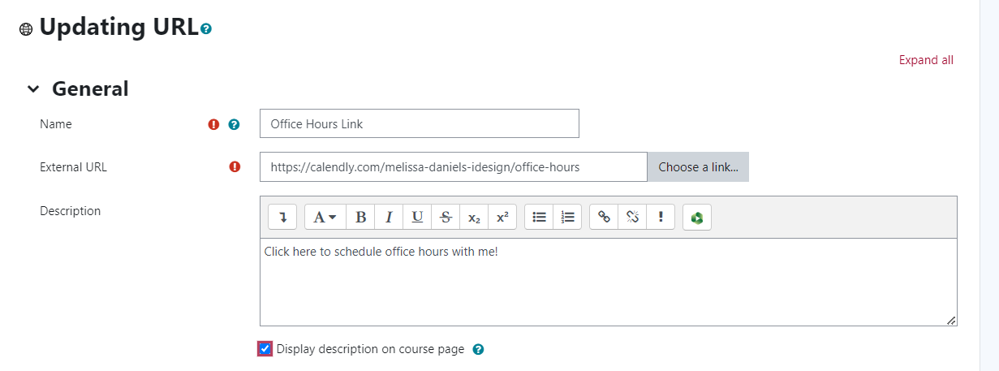 Updating URL
Expand all
General
Name
Office Hours Link
External URL
https://calendly.com/melissa-daniels-idesign/office-hours
Choose a link...
Description
A B I U S x₂ x²
Click here to schedule office hours with me!
Display description on course page